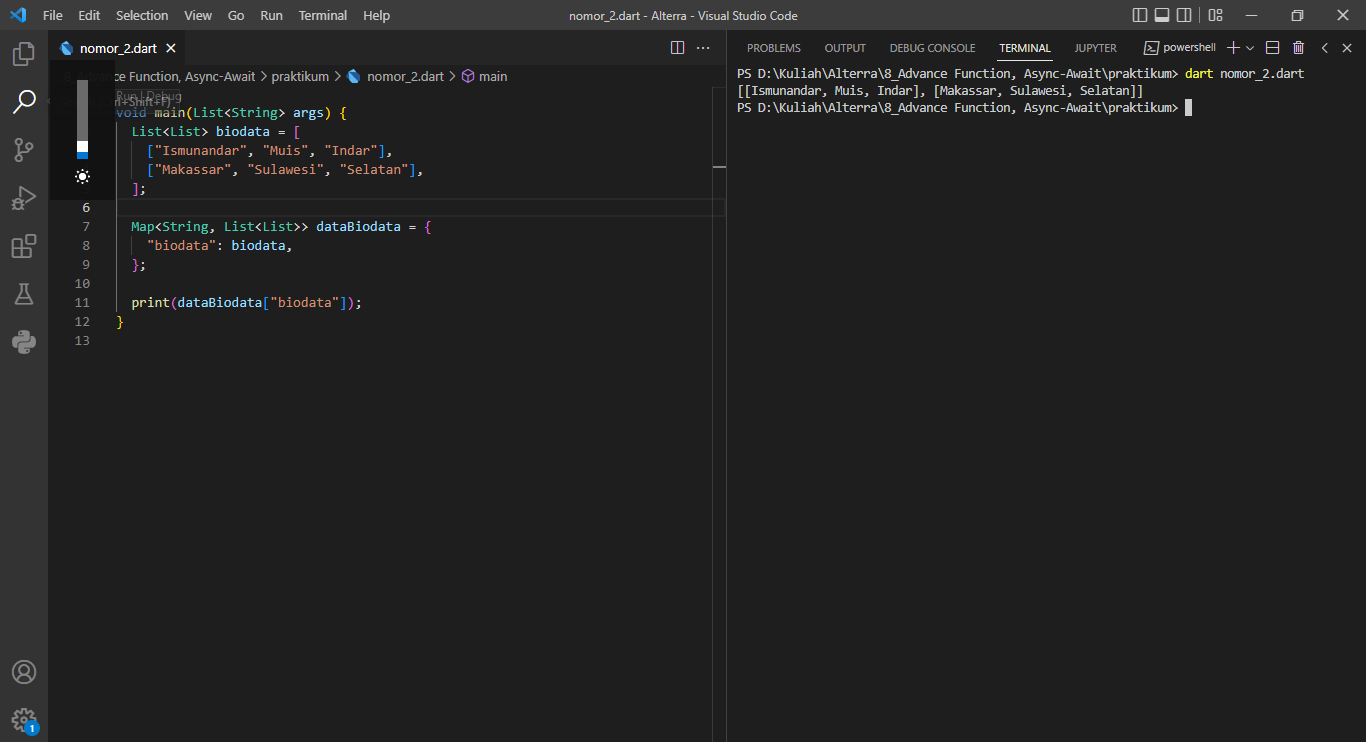 File Edit Selection View Go Run Terminal Help nomor_2.dart - Alterra - Visual Studio Code
nomor_2.dart
Function, Async-Await > praktikum > nomor_2.dart > main
Run | Debug
void main(List<String> args) {
List<List> biodata = [
["Ismunandar", "Muis", "Indar"],
["Makassar", "Sulawesi", "Selatan"],
];
6
7 Map<String, List<List>> dataBiodata = {
8 "biodata": biodata,
9 };
10
11 print(dataBiodata["biodata"]);
12 }
13
PROBLEMS OUTPUT DEBUG CONSOLE TERMINAL JUPYTER powershell
PS D:\Kuliah\Alterra\8_Advance Function, Async-Await\praktikum> dart nomor_2.dart
[[Ismunandar, Muis, Indar], [Makassar, Sulawesi, Selatan]]
PS D:\Kuliah\Alterra\8_Advance Function, Async-Await\praktikum>
1